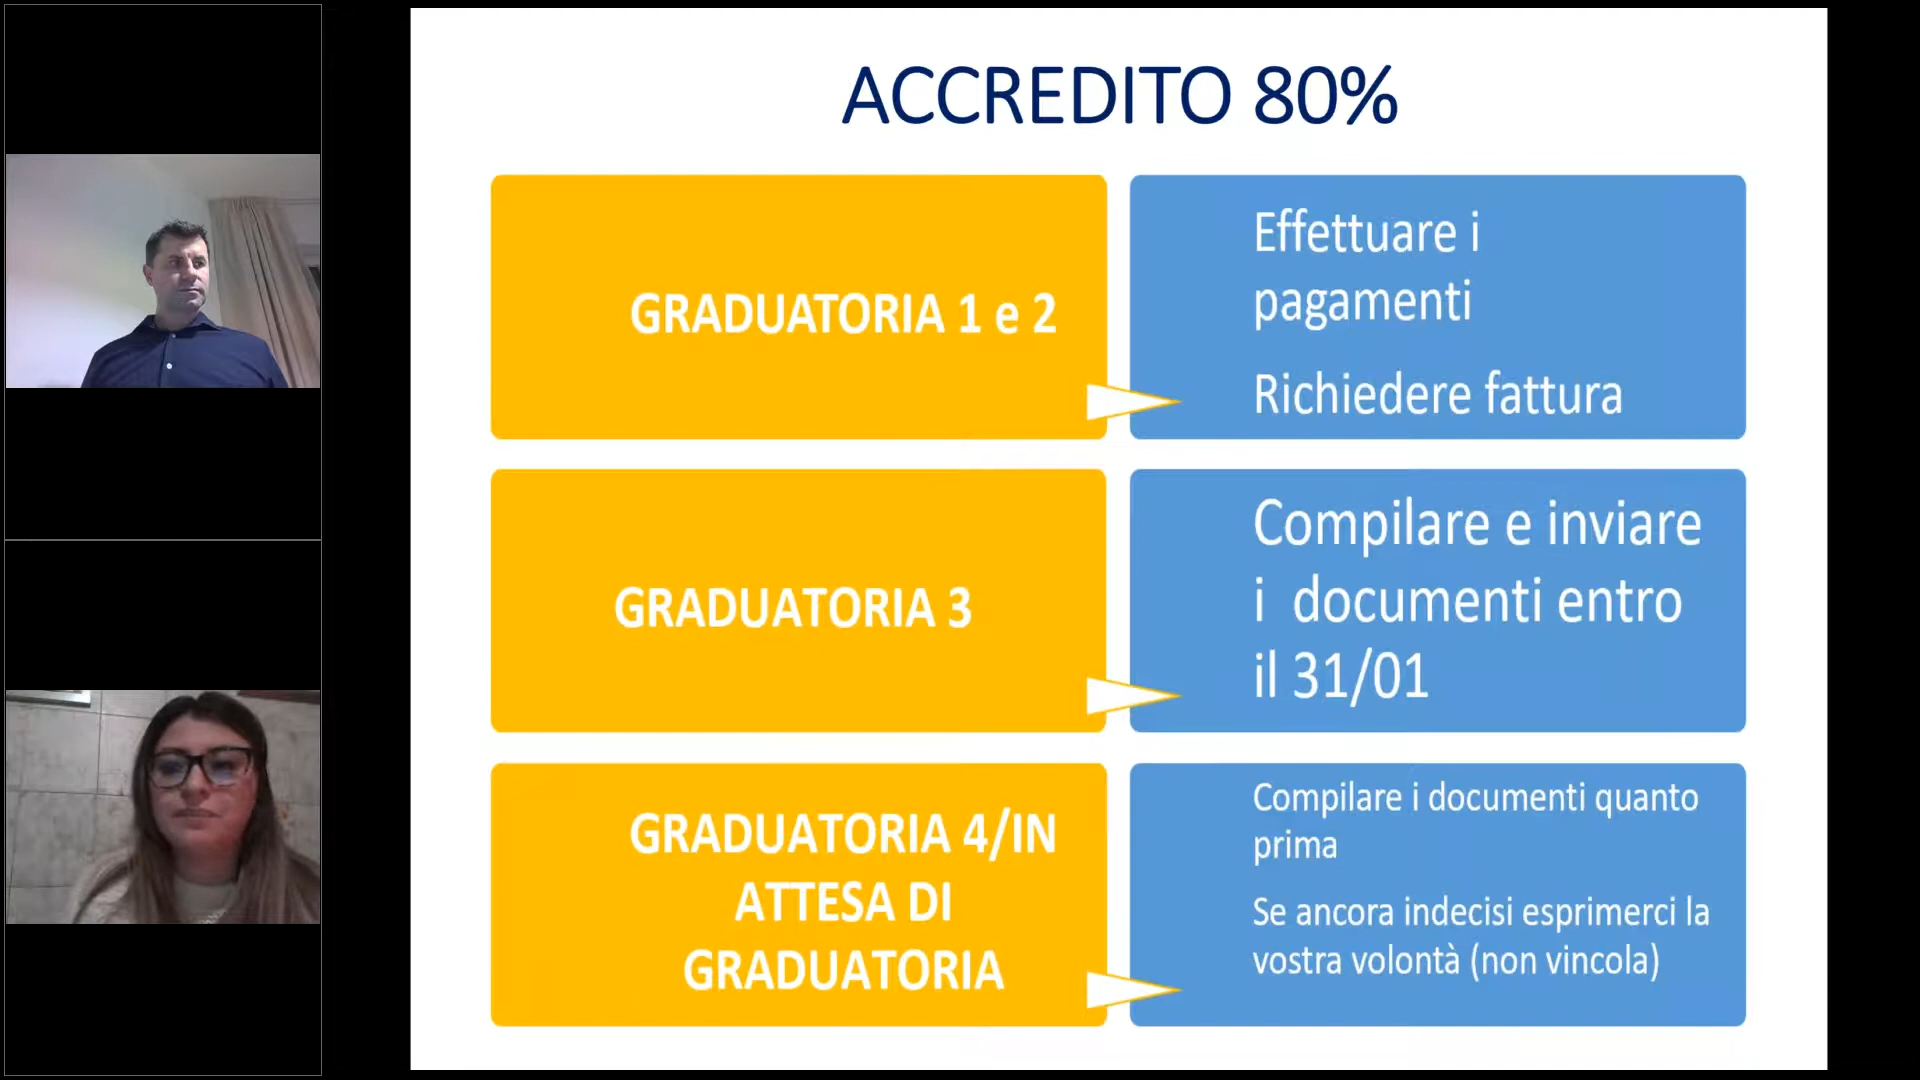 ACCREDITO 80%
GRADUATORIA 1 e 2
Effettuare i
pagamenti
Richiedere fattura
GRADUATORIA 3
Compilare e inviare
i  documenti entro
il 31/01
GRADUATORIA 4/IN
ATTESA DI
GRADUATORIA
Compilare i documenti quanto
prima
Se ancora indecisi esprimerci la
vostra volontà (non vincola)